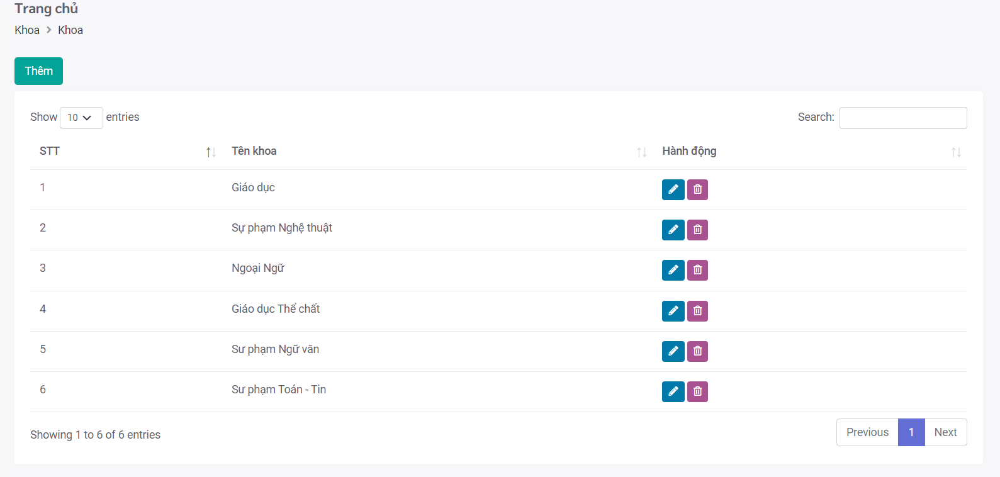 Trang chủ
Khoa > Khoa
Thêm
Show 10 entries Search:
STT Tên khoa Hành động
1 Giáo dục
2 Sự phạm Nghệ thuật
3 Ngoại Ngữ
4 Giáo dục Thể chất
5 Sư phạm Ngữ văn
6 Sư phạm Toán - Tin
Showing 1 to 6 of 6 entries Previous 1 Next